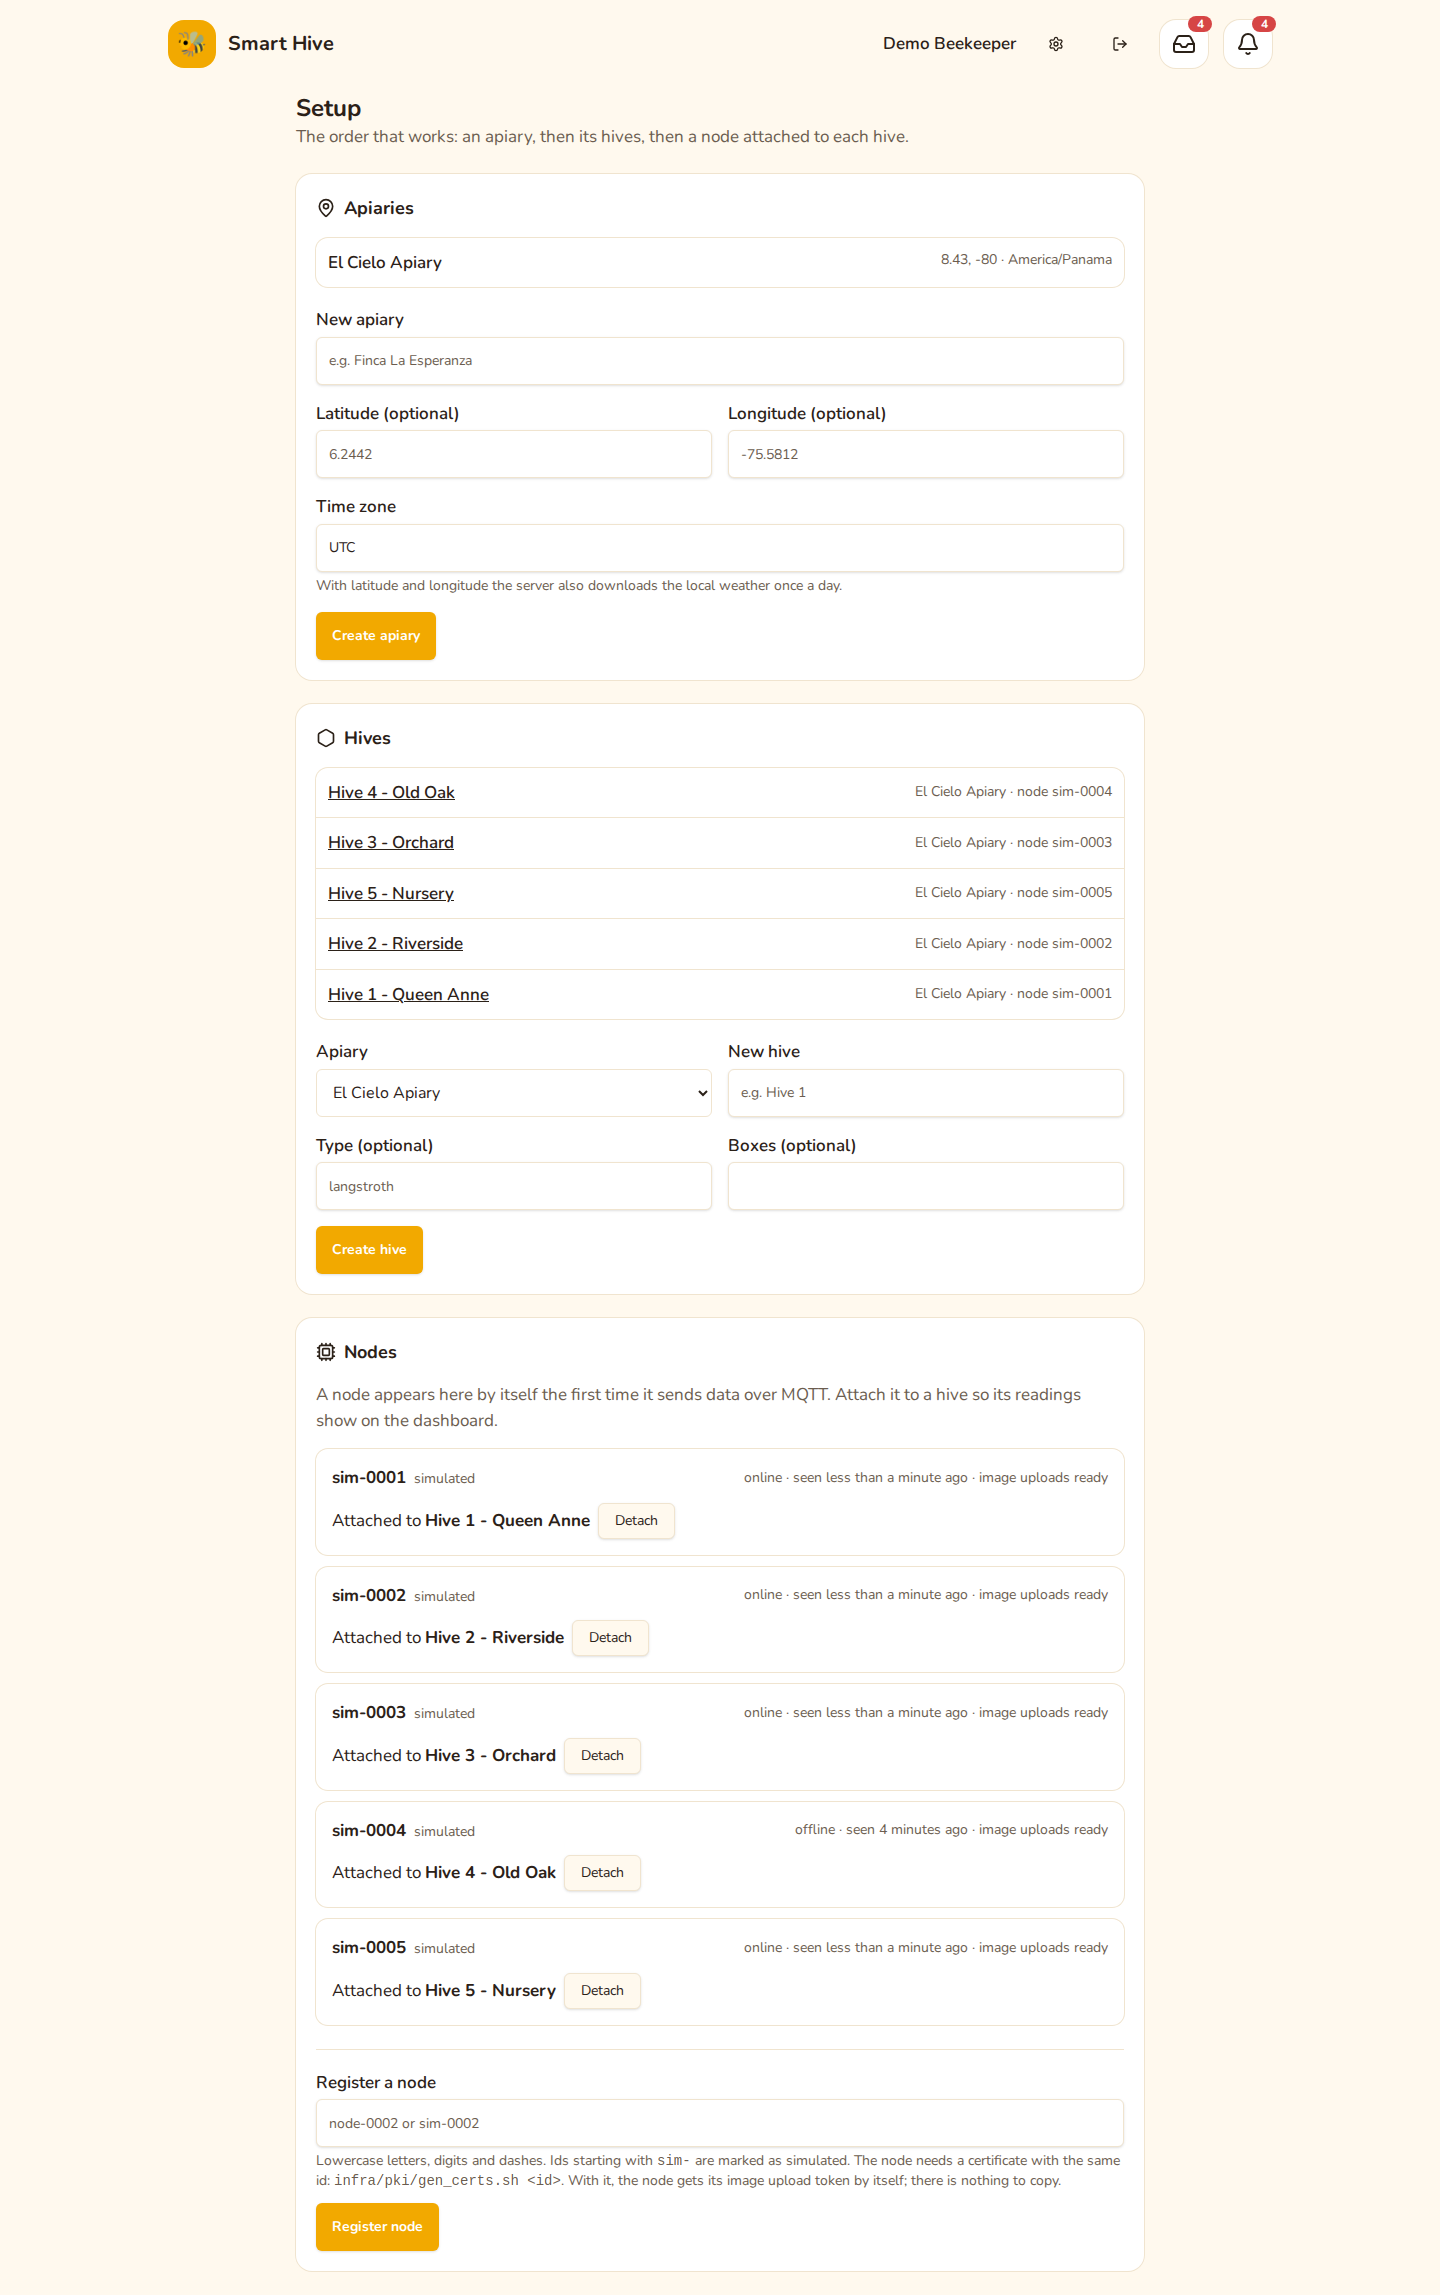 Smart Hive
Demo Beekeeper
4
4
Setup
The order that works: an apiary, then its hives, then a node attached to each hive.
Apiaries
El Cielo Apiary
8.43, -80 · America/Panama
New apiary
e.g. Finca La Esperanza
Latitude (optional)
Longitude (optional)
6.2442
-75.5812
Time zone
UTC
With latitude and longitude the server also downloads the local weather once a day.
Create apiary
Hives
Hive 4 - Old Oak
El Cielo Apiary · node sim-0004
Hive 3 - Orchard
El Cielo Apiary · node sim-0003
Hive 5 - Nursery
El Cielo Apiary · node sim-0005
Hive 2 - Riverside
El Cielo Apiary · node sim-0002
Hive 1 - Queen Anne
El Cielo Apiary · node sim-0001
Apiary
New hive
El Cielo Apiary
e.g. Hive 1
Type (optional)
Boxes (optional)
langstroth
Create hive
Nodes
A node appears here by itself the first time it sends data over MQTT. Attach it to a hive so its readings
show on the dashboard.
sim-0001 simulated
online · seen less than a minute ago · image uploads ready
Attached to Hive 1 - Queen Anne
Detach
sim-0002 simulated
online · seen less than a minute ago · image uploads ready
Attached to Hive 2 - Riverside
Detach
sim-0003 simulated
online · seen less than a minute ago · image uploads ready
Attached to Hive 3 - Orchard
Detach
sim-0004 simulated
offline · seen 4 minutes ago · image uploads ready
Attached to Hive 4 - Old Oak
Detach
sim-0005 simulated
online · seen less than a minute ago · image uploads ready
Attached to Hive 5 - Nursery
Detach
Register a node
node-0002 or sim-0002
Lowercase letters, digits and dashes. Ids starting with sim- are marked as simulated. The node needs a certificate with the same
id: infra/pki/gen_certs.sh <id>. With it, the node gets its image upload token by itself; there is nothing to copy.
Register node